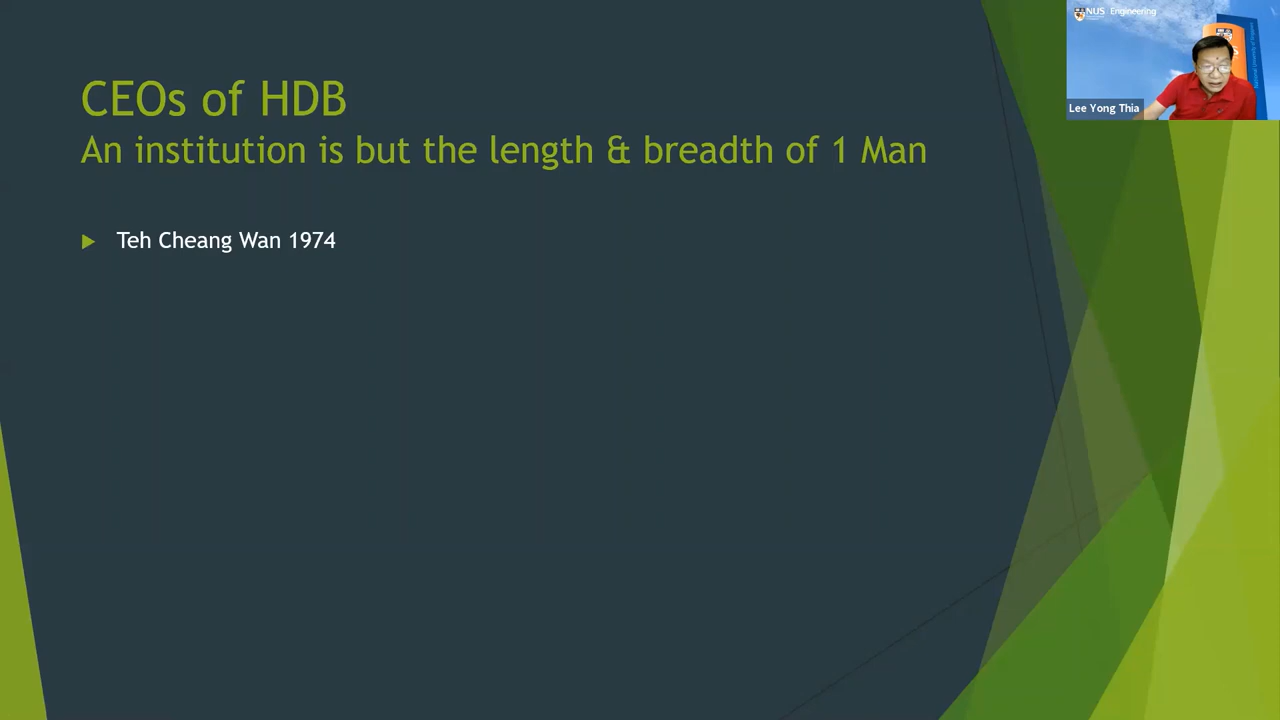 CEOs of HDB
An institution is but the length & breadth of 1 Man
Teh Cheang Wan 1974
NUS Engineering
Lee Yong Thia